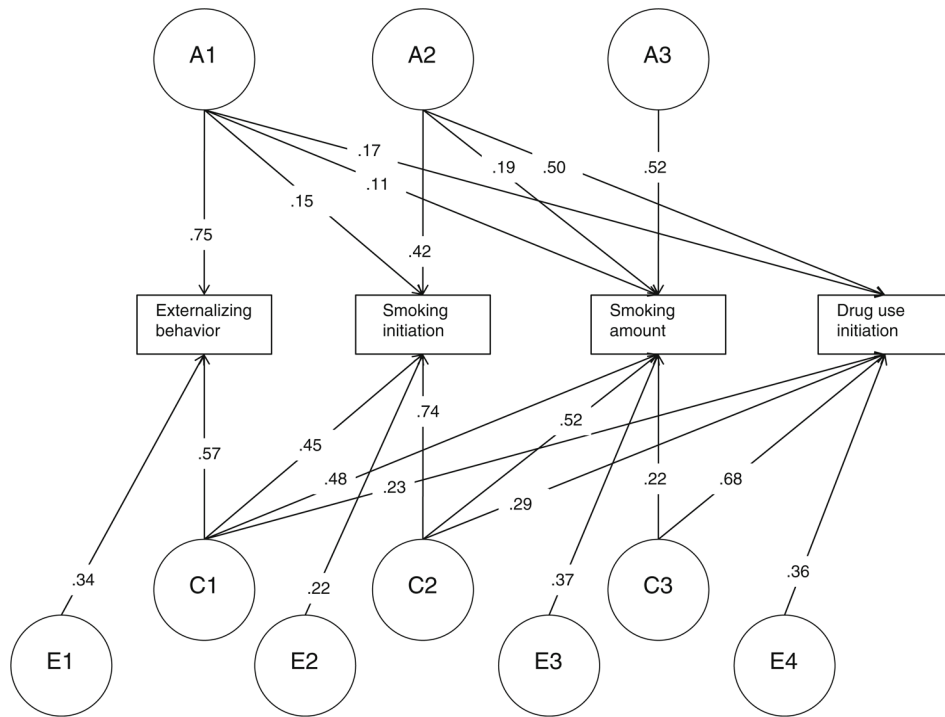 A1
A2
A3
.17
.19
.50
.52
.11
.15
.75
.42
Externalizing
behavior
Smoking
initiation
Smoking
amount
Drug use
initiation
.74
.52
.45
.57
.48
.23
.22
.68
.29
.34
C1
.22
C2
.37
C3
.36
E1
E2
E3
E4